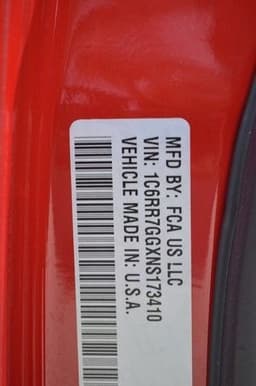 MFD BY: FCA US LLC
VIN: 1C6RR7GGXNS173410
VEHICLE MADE IN: U.S.A.